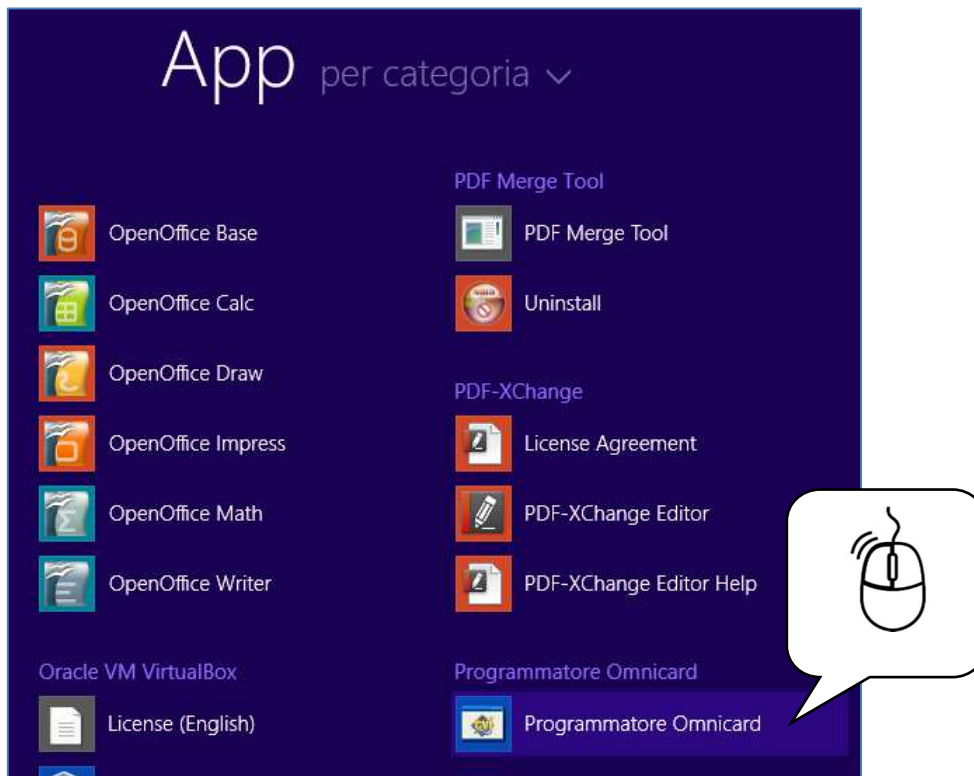 App per categoria
OpenOffice Base
OpenOffice Calc
OpenOffice Draw
OpenOffice Impress
OpenOffice Math
OpenOffice Writer
Oracle VM VirtualBox
License (English)
PDF Merge Tool
PDF Merge Tool
Uninstall
PDF-XChange
License Agreement
PDF-XChange Editor
PDF-XChange Editor Help
Programmatore Omnicard
Programmatore Omnicard